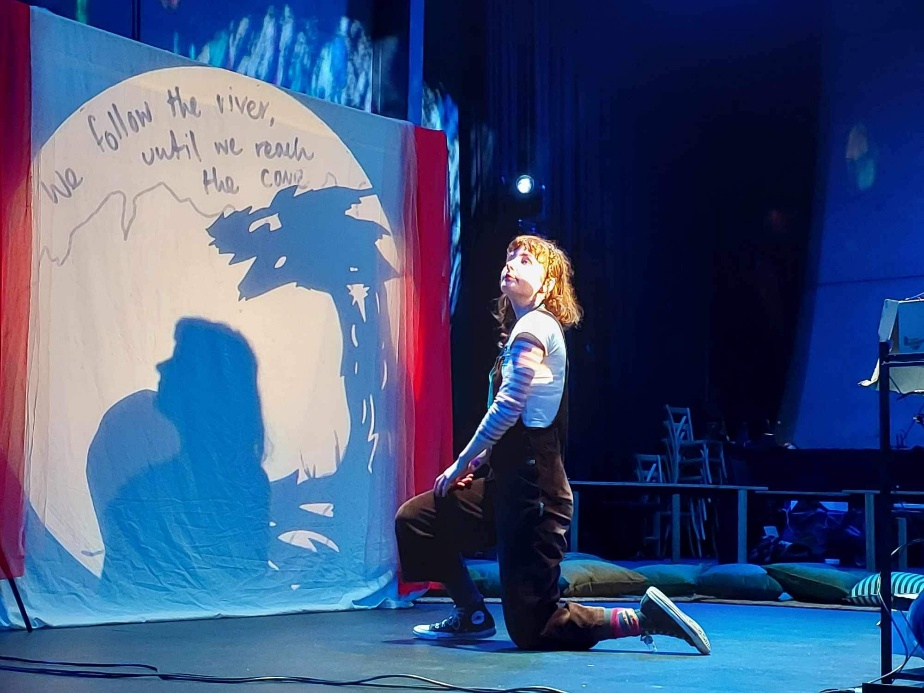 We follow the river,
until we reach
the